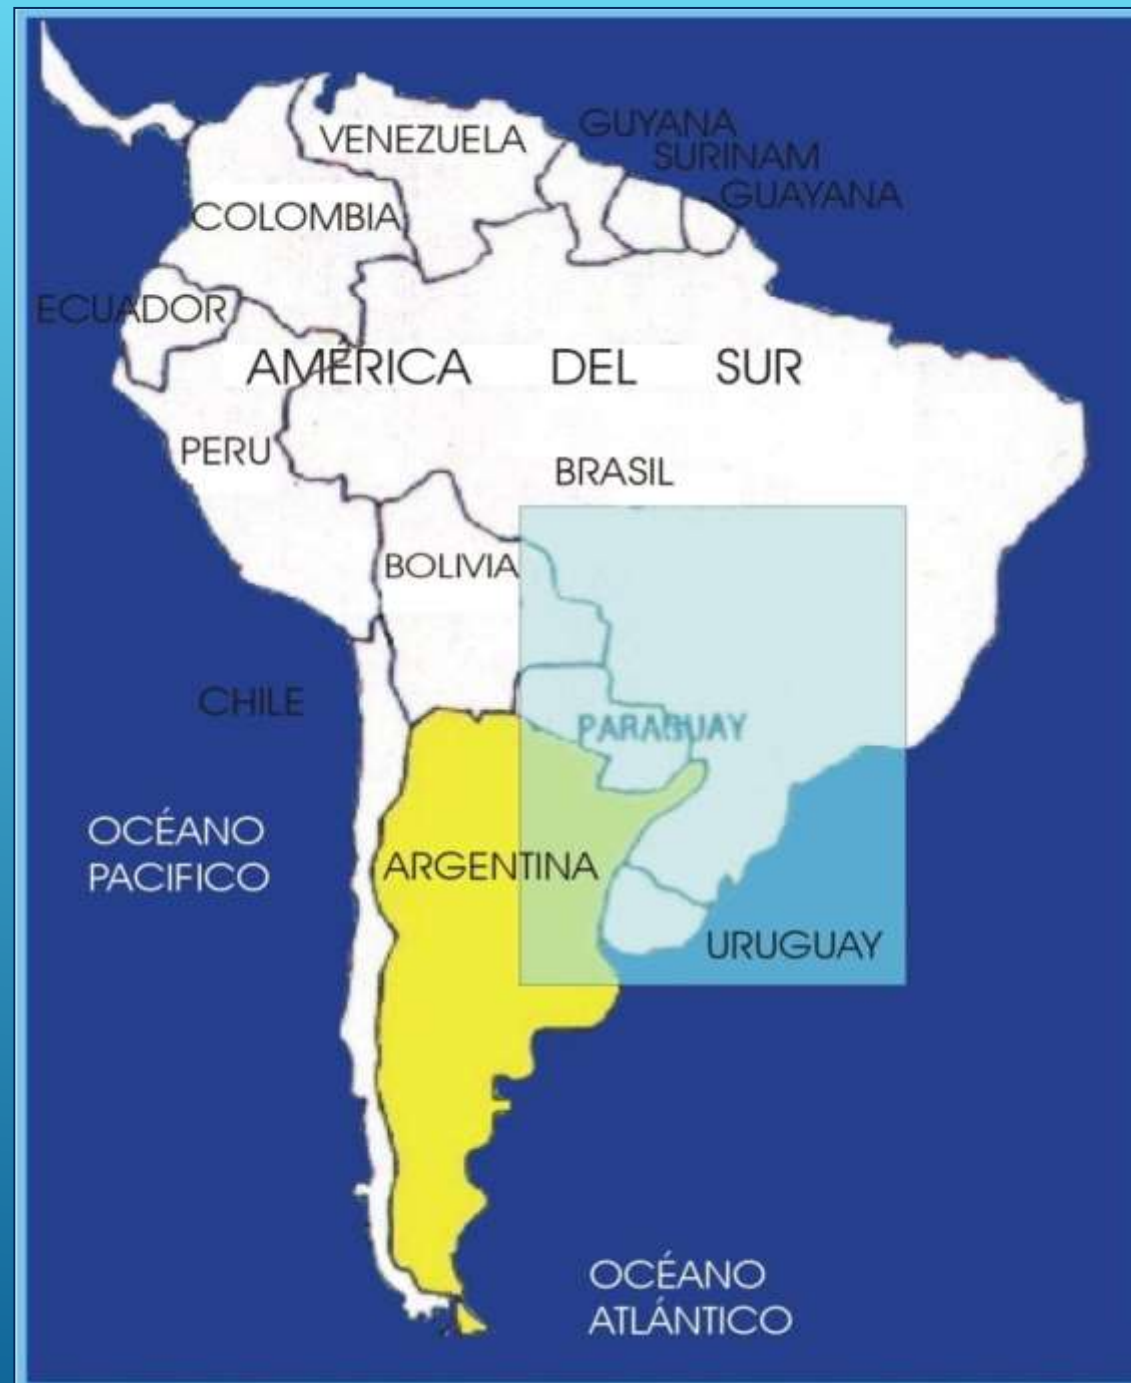 VENEZUELA
GUYANA
SURINAM
GUAYANA
COLOMBIA
ECUADOR
AMÉRICA DEL SUR
PERU
BRASIL
BOLIVIA
CHILE
PARAGUAY
OCÉANO
PACIFICO
ARGENTINA
URUGUAY
OCÉANO
ATLÁNTICO